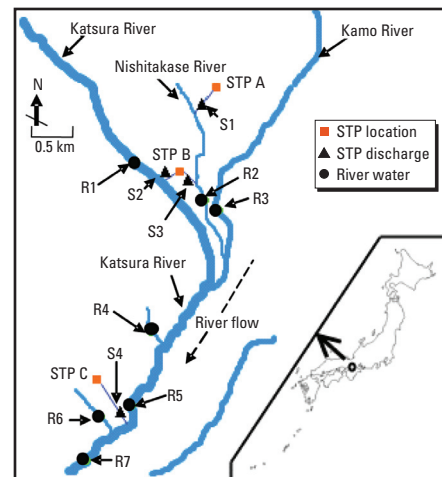 Katsura River
Kamo River
Nishitakase River
STP A
N
0.5 km
S1
STP location
STP discharge
River water
STP B
R1
S2
S3
R2
R3
Katsura River
R4
River flow
STP C
S4
R5
R6
R7